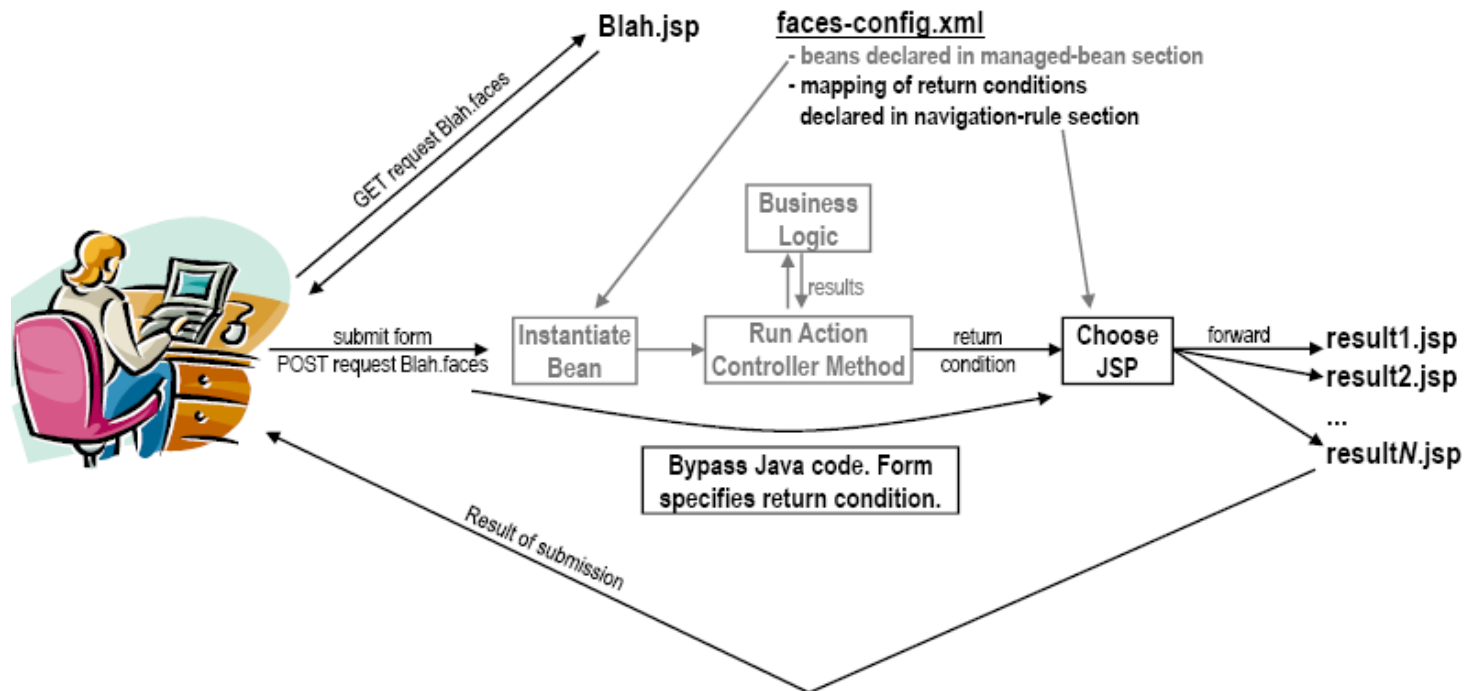 Blah.jsp
faces-config.xml
- beans declared in managed-bean section
- mapping of return conditions
declared in navigation-rule section
GET request Blah.faces
Business
Logic
results
submit form
POST request Blah.faces
Instantiate
Bean
Run Action
Controller Method
return
condition
Choose
JSP
forward
result1.jsp
result2.jsp
...
resultN.jsp
Bypass Java code. Form
specifies return condition.
Result of submission